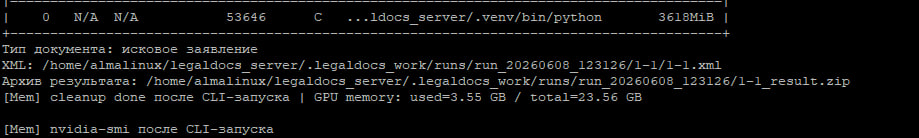 |    0   N/A  N/A           53646      C   ...ldocs_server/.venv/bin/python       3618MiB |
Тип документа: исковое заявление
XML: /home/almalinux/legaldocs_server/.legaldocs_work/runs/run_20260608_123126/1-1/1-1.xml
Архив результата: /home/almalinux/legaldocs_server/.legaldocs_work/runs/run_20260608_123126/1-1_result.zip
[Mem] cleanup done после CLI-запуска | GPU memory: used=3.55 GB / total=23.56 GB
[Mem] nvidia-smi после CLI-запуска